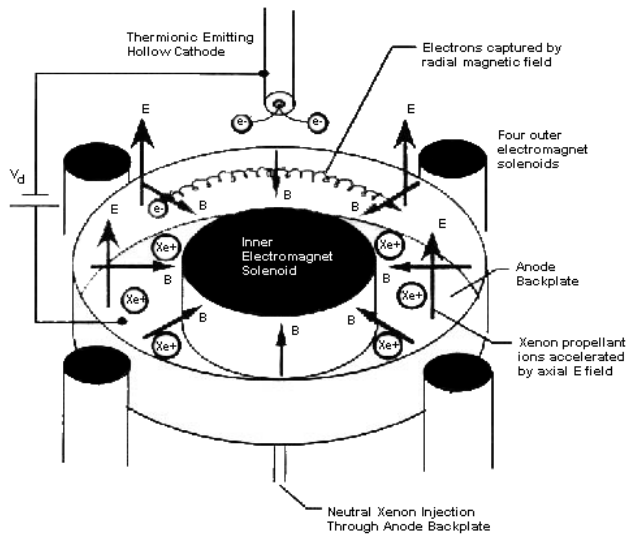 Thermionic Emitting
Hollow Cathode
Electrons captured by
radial magnetic field
e-
e-
E
E
Four outer
electromagnet
solenoids
V
d
B
B
B
e-
E
E
Xe+
Xe+
Inner
Electromagnet
Solenoid
B
B
Anode
Backplate
Xe+
Xe+
Xenon propellant
ions accelerated
by axial E field
B
B
B
Xe+
Xe+
Neutral Xenon Injection
Through Anode Backplate